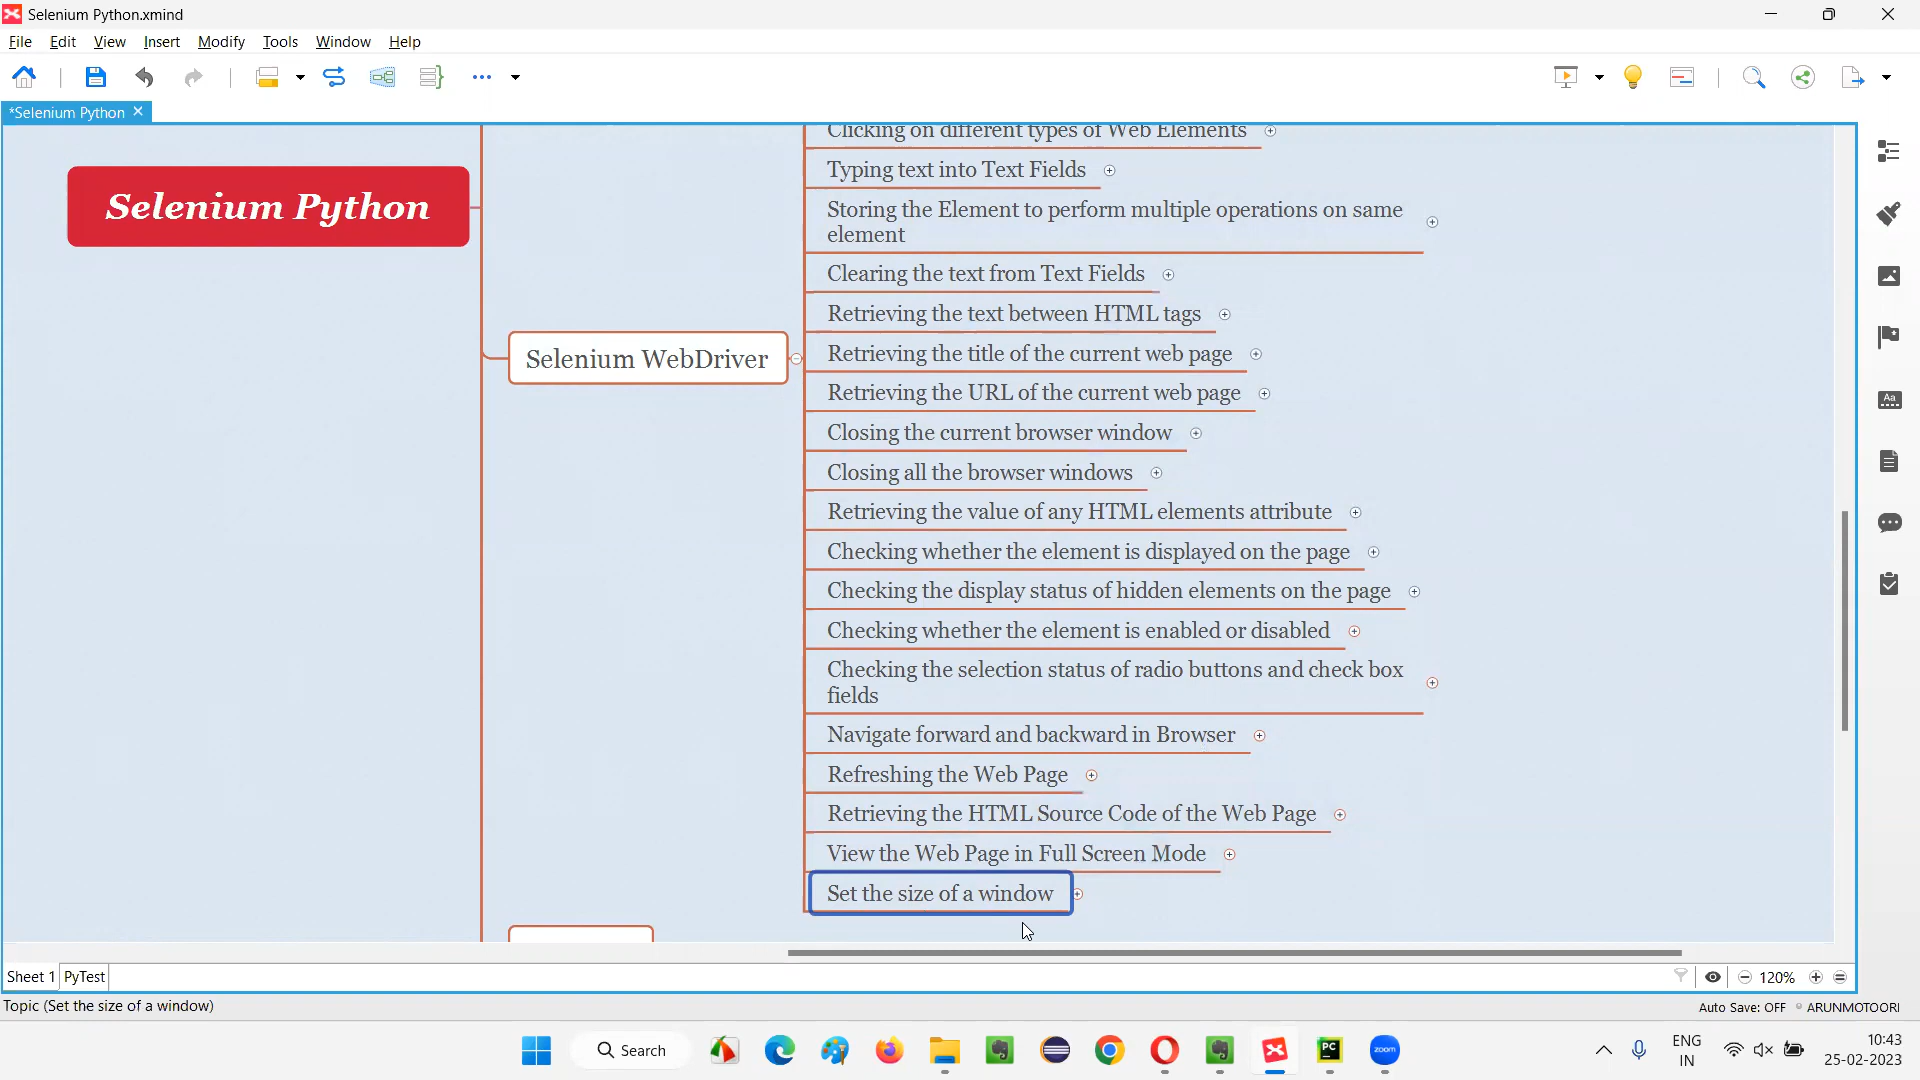 Selenium Python.xmind
File Edit View Insert Modify Tools Window Help
*Selenium Python
Selenium Python
Clicking on different types of Web Elements
Typing text into Text Fields
Storing the Element to perform multiple operations on same
element
Clearing the text from Text Fields
Retrieving the text between HTML tags
Selenium WebDriver
Retrieving the title of the current web page
Retrieving the URL of the current web page
Closing the current browser window
Closing all the browser windows
Retrieving the value of any HTML elements attribute
Checking whether the element is displayed on the page
Checking the display status of hidden elements on the page
Checking whether the element is enabled or disabled
Checking the selection status of radio buttons and check box
fields
Navigate forward and backward in Browser
Refreshing the Web Page
Retrieving the HTML Source Code of the Web Page
View the Web Page in Full Screen Mode
Set the size of a window
Sheet 1 PyTest
120%
Topic (Set the size of a window)
Auto Save: OFF ARUNMOTOORI
Search
PC
zoom
ENG
IN
10:43
25-02-2023